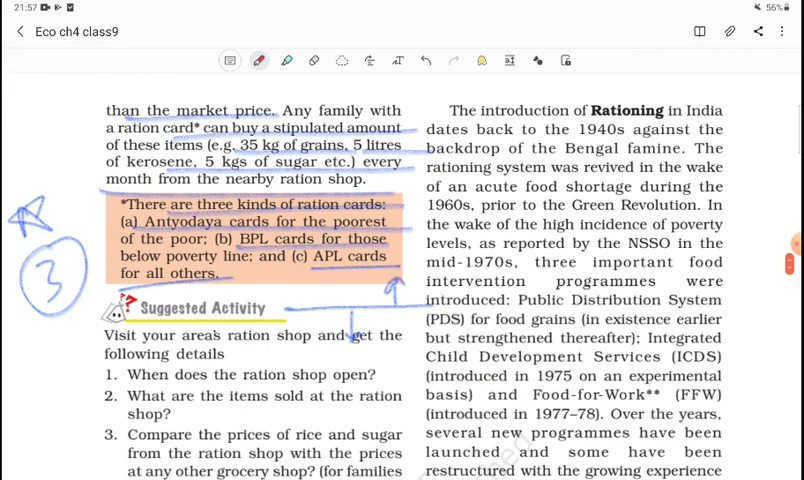 21:57
56%
Eco ch4 class9
than the market price. Any family with
a ration card* can buy a stipulated amount
of these items (e.g. 35 kg of grains, 5 litres
of kerosene, 5 kgs of sugar etc.) every
month from the nearby ration shop.
*There are three kinds of ration cards:
(a) Antyodaya cards for the poorest
of the poor; (b) BPL cards for those
below poverty line; and (c) APL cards
for all others.
3
Suggested Activity
Visit your area's ration shop and get the
following details
1. When does the ration shop open?
2. What are the items sold at the ration
shop?
3. Compare the prices of rice and sugar
from the ration shop with the prices
at any other grocery shop? (for families
The introduction of Rationing in India
dates back to the 1940s against the
backdrop of the Bengal famine. The
rationing system was revived in the wake
of an acute food shortage during the
1960s, prior to the Green Revolution. In
the wake of the high incidence of poverty
levels, as reported by the NSSO in the
mid-1970s, three important food
intervention programmes were
introduced: Public Distribution System
(PDS) for food grains (in existence earlier
but strengthened thereafter); Integrated
Child Development Services (ICDS)
(introduced in 1975 on an experimental
basis) and Food-for-Work** (FFW)
(introduced in 1977–78). Over the years,
several new programmes have been
launched and some have been
restructured with the growing experience